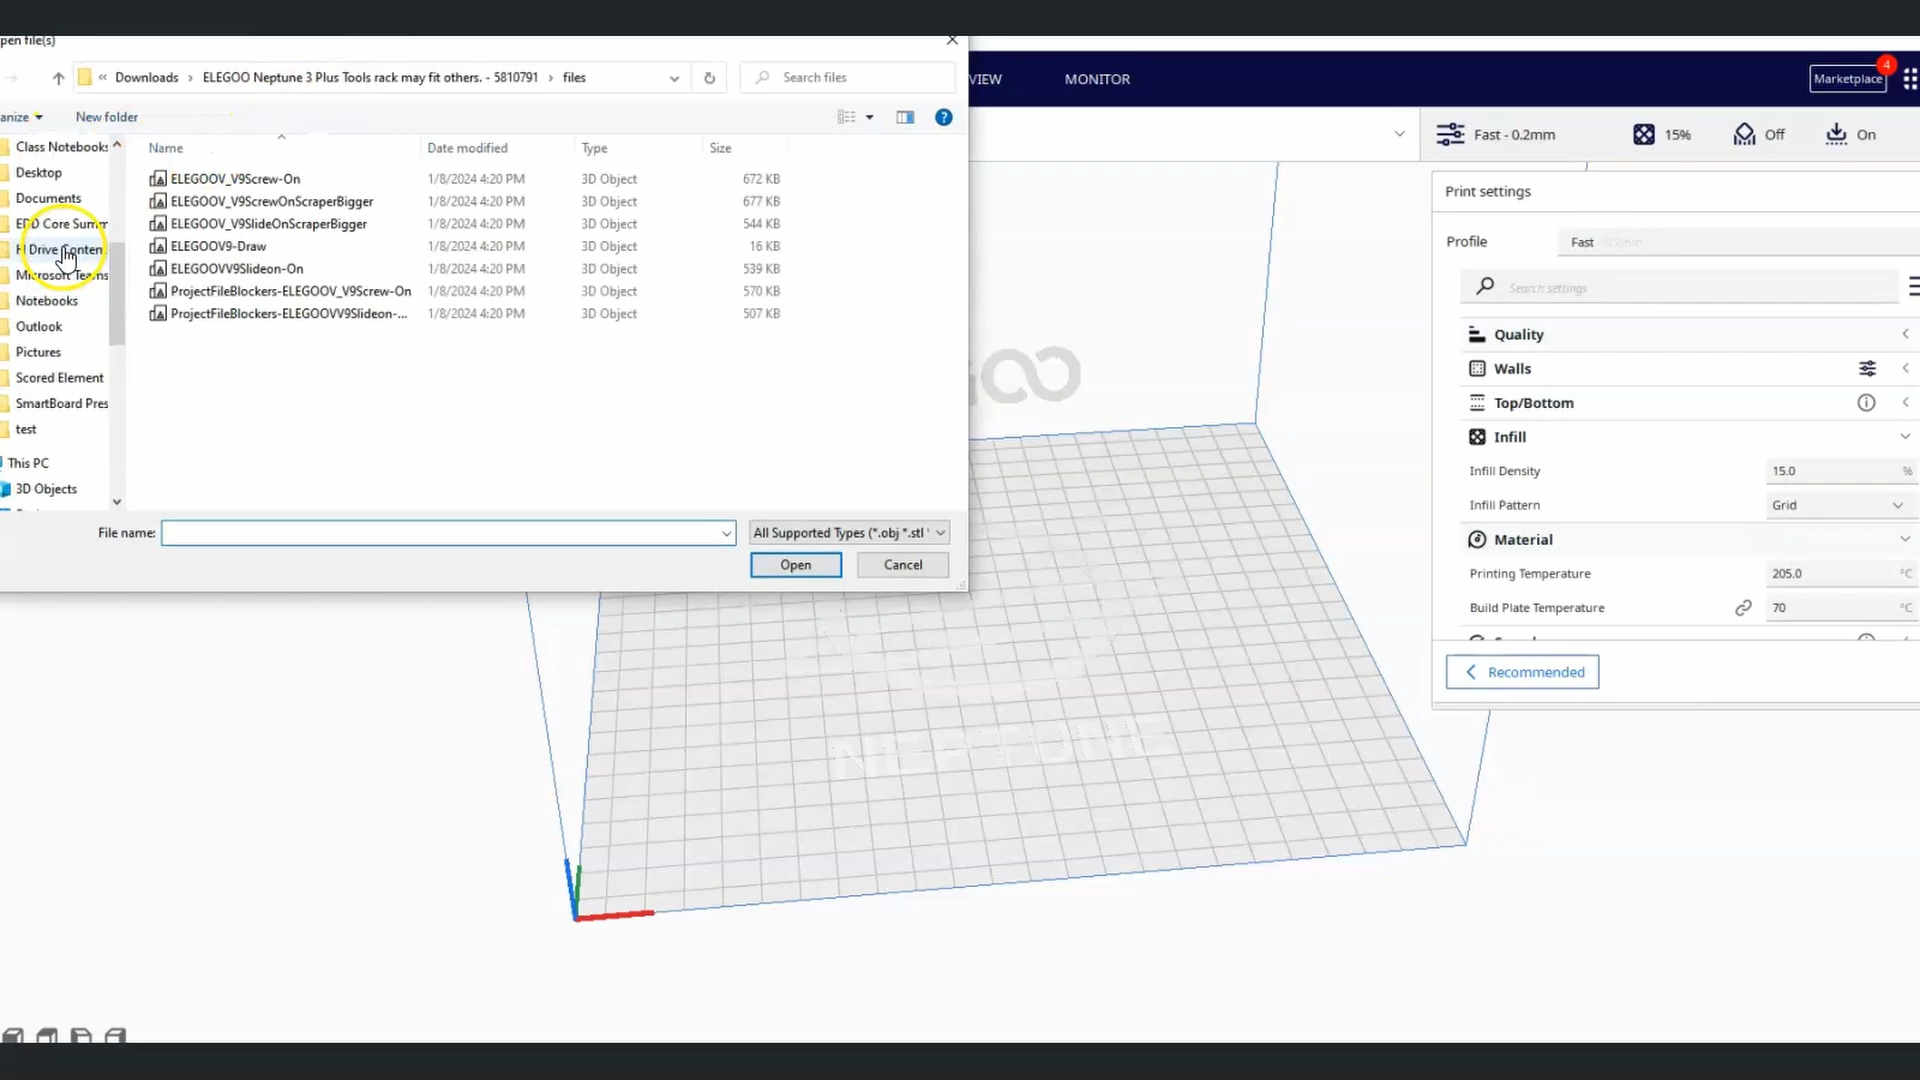 pen file(s)
« Downloads › ELEGOO Neptune 3 Plus Tools rack may fit others. - 5810791 › files
Search files
anize
New folder
Class Notebooks
Desktop
Documents
EDD Core Summ
H Drive Conten
Microsoft Teams
Notebooks
Outlook
Pictures
Scored Element
SmartBoard Pres
test
This PC
3D Objects
Name Date modified Type Size
ELEGOOV_V9Screw-On 1/8/2024 4:20 PM 3D Object 672 KB
ELEGOOV_V9ScrewOnScraperBigger 1/8/2024 4:20 PM 3D Object 677 KB
ELEGOOV_V9SlideOnScraperBigger 1/8/2024 4:20 PM 3D Object 544 KB
ELEGOOV9-Draw 1/8/2024 4:20 PM 3D Object 16 KB
ELEGOOVV9Slideon-On 1/8/2024 4:20 PM 3D Object 539 KB
ProjectFileBlockers-ELEGOOV_V9Screw-On 1/8/2024 4:20 PM 3D Object 570 KB
ProjectFileBlockers-ELEGOOVV9Slideon-... 1/8/2024 4:20 PM 3D Object 507 KB
File name:
All Supported Types (*.obj *.stl *
Open Cancel
VIEW MONITOR
Marketplace 4
Fast - 0.2mm 15% Off On
Print settings
Profile Fast - 0.2mm
Search settings
Quality
Walls
Top/Bottom
Infill
Infill Density 15.0 %
Infill Pattern Grid
Material
Printing Temperature 205.0 °C
Build Plate Temperature 70 °C
Recommended
NEPTUNE